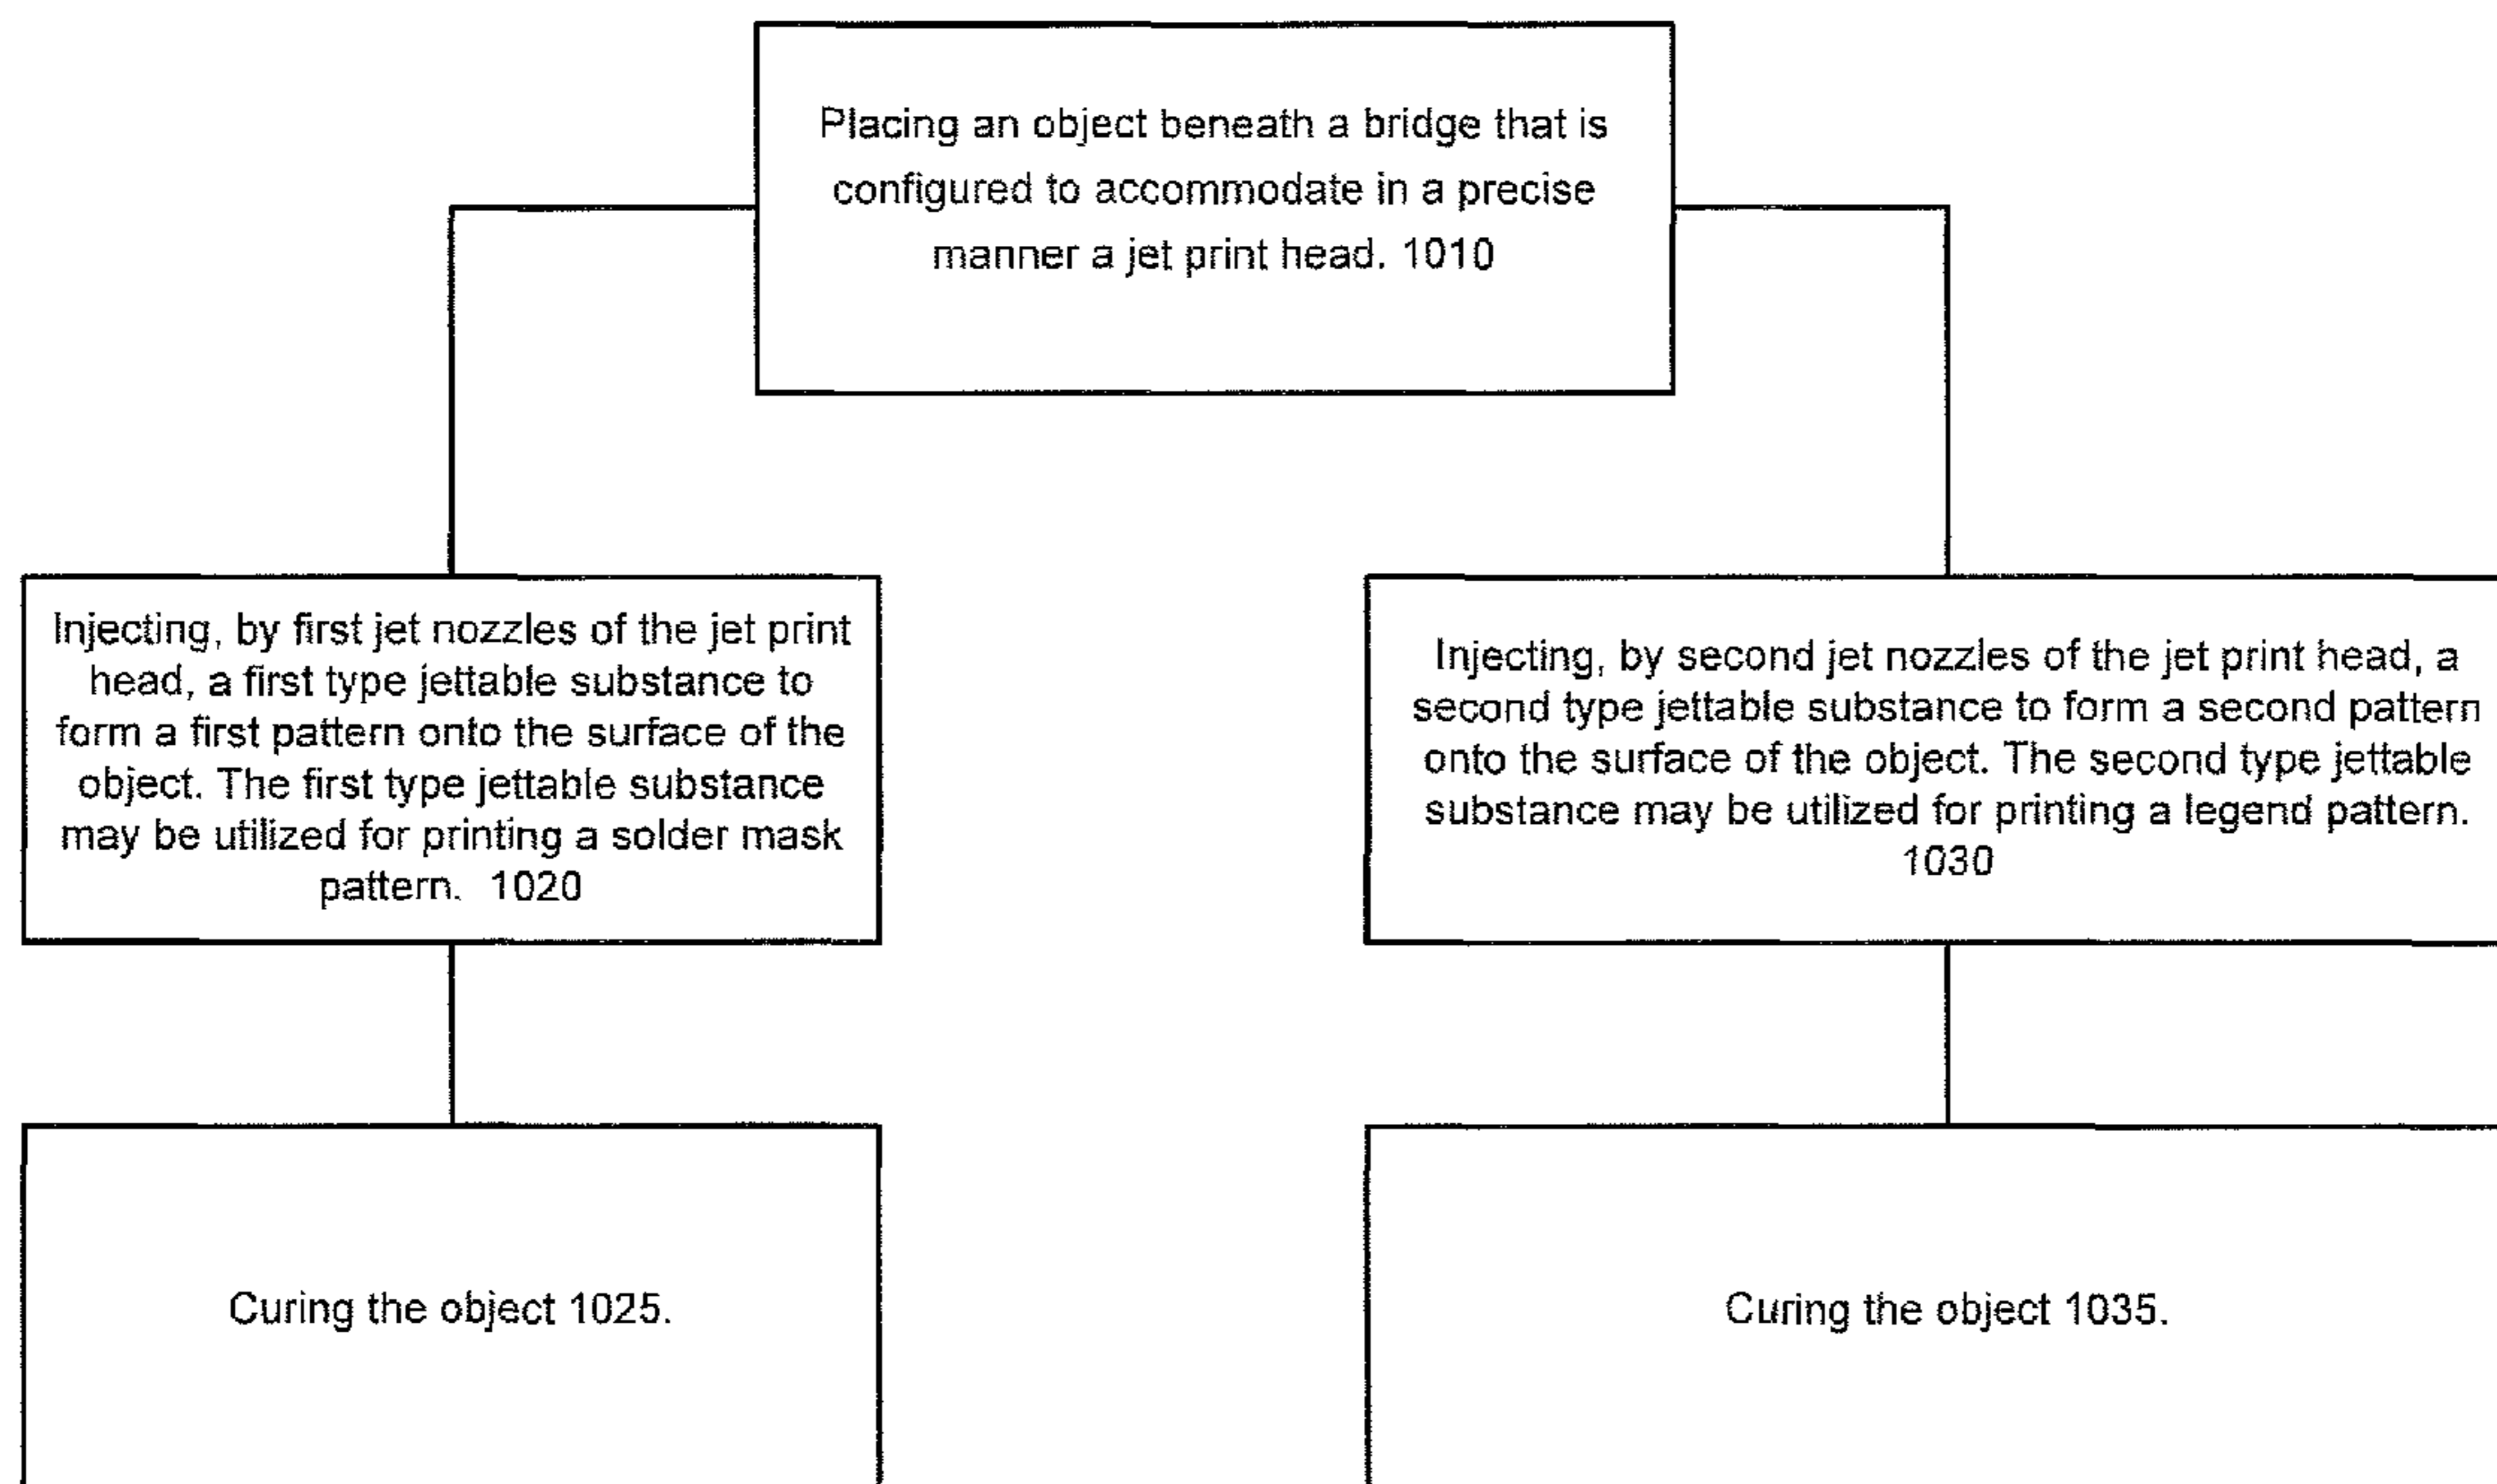 Placing an object beneath a bridge that is
configured to accommodate in a precise
manner a jet print head. 1010
Injecting, by first jet nozzles of the jet print
head, a first type jettable substance to
form a first pattern onto the surface of the
object. The first type jettable substance
may be utilized for printing a solder mask
pattern. 1020
Injecting, by second jet nozzles of the jet print head, a
second type jettable substance to form a second pattern
onto the surface of the object. The second type jettable
substance may be utilized for printing a legend pattern.
1030
Curing the object 1025.
Curing the object 1035.